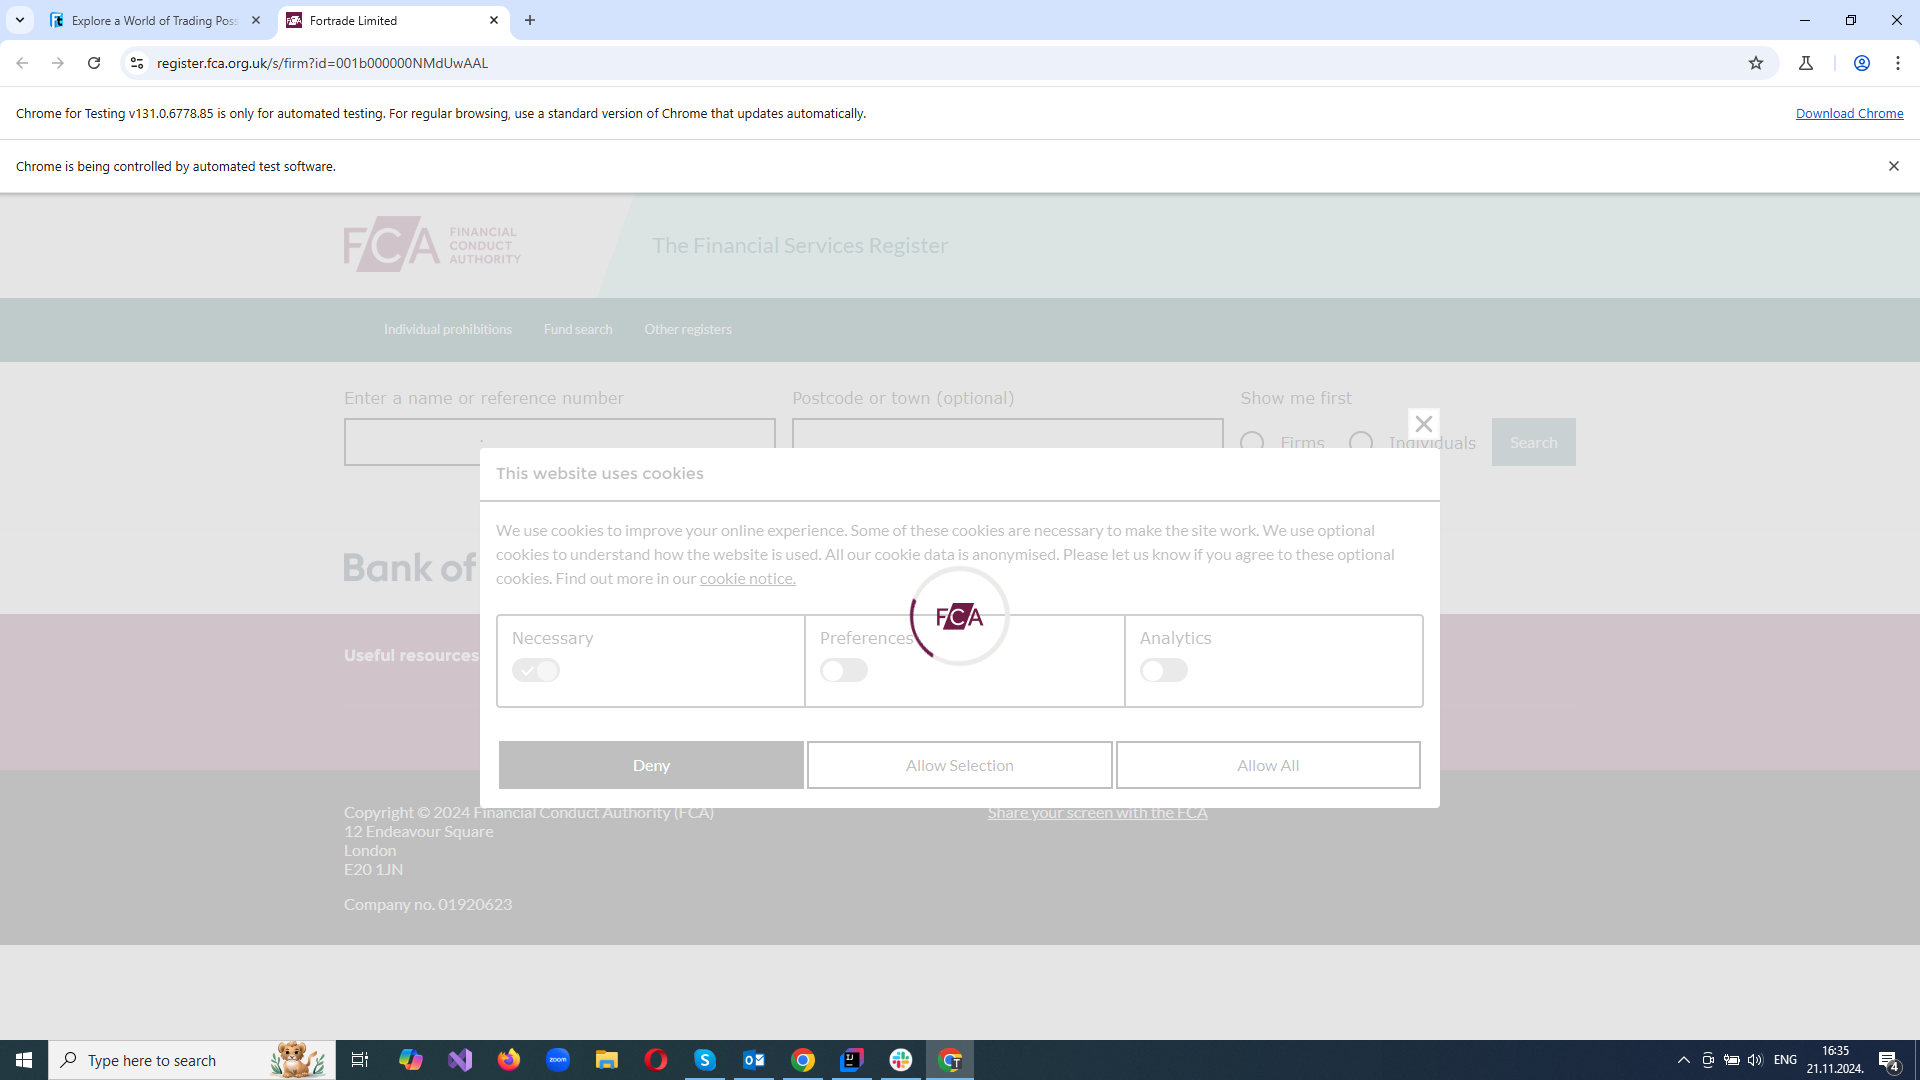 Explore a World of Trading Pos
Fortrade Limited
register.fca.org.uk/s/firm?id=001b000000NMdUwAAL
Chrome for Testing v131.0.6778.85 is only for automated testing. For regular browsing, use a standard version of Chrome that updates automatically.
Download Chrome
Chrome is being controlled by automated test software.
FCA FINANCIAL CONDUCT AUTHORITY
The Financial Services Register
Individual prohibitions
Fund search
Other registers
Enter a name or reference number
Postcode or town (optional)
Show me first
Firms
Individuals
Search
This website uses cookies
Bank of
We use cookies to improve your online experience. Some of these cookies are necessary to make the site work. We use optional
cookies to understand how the website is used. All our cookie data is anonymised. Please let us know if you agree to these optional
cookies. Find out more in our cookie notice.
FCA
Necessary
Preferences
Analytics
Useful resources
Deny
Allow Selection
Allow All
Copyright © 2024 Financial Conduct Authority (FCA)
Share your screen with the FCA
12 Endeavour Square
London
E20 1JN
Company no. 01920623
Type here to search
zoom
ENG
16:35
21.11.2024.
4